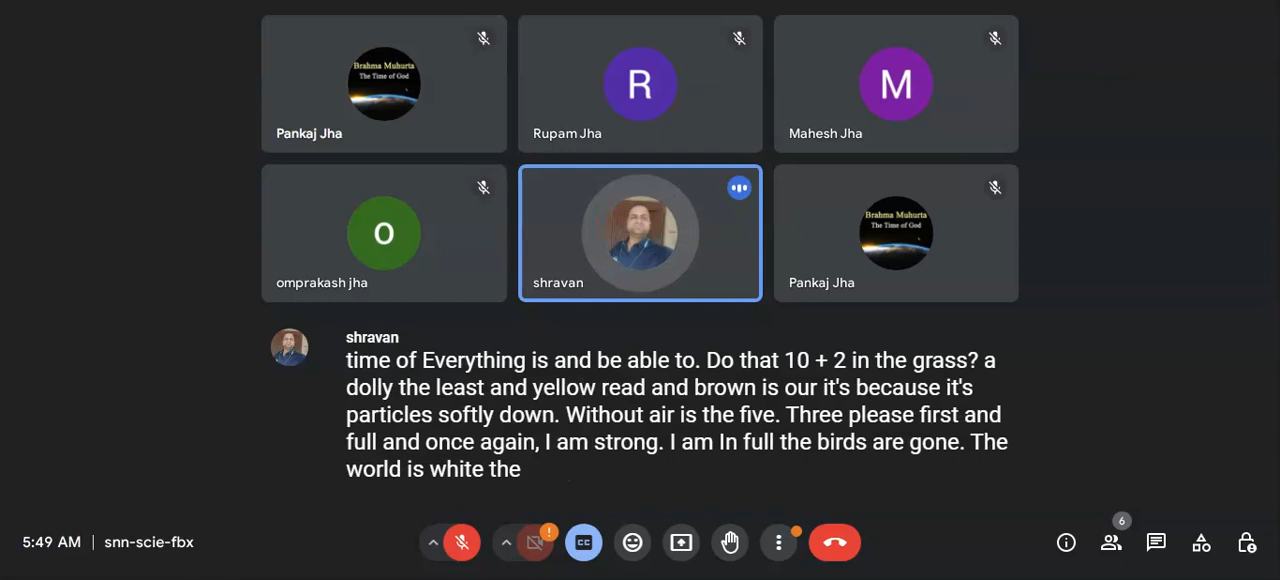 Brahma Muhurta
The Time of God
Pankaj Jha
R
Rupam Jha
M
Mahesh Jha
O
omprakash jha
shravan
Brahma Muhurta
The Time of God
Pankaj Jha
shravan
time of Everything is and be able to. Do that 10 + 2 in the grass? a
dolly the least and yellow read and brown is our it's because it's
particles softly down. Without air is the five. Three please first and
full and once again, I am strong. I am In full the birds are gone. The
world is white the
5:49 AM | snn-scie-fbx
!
CC
6